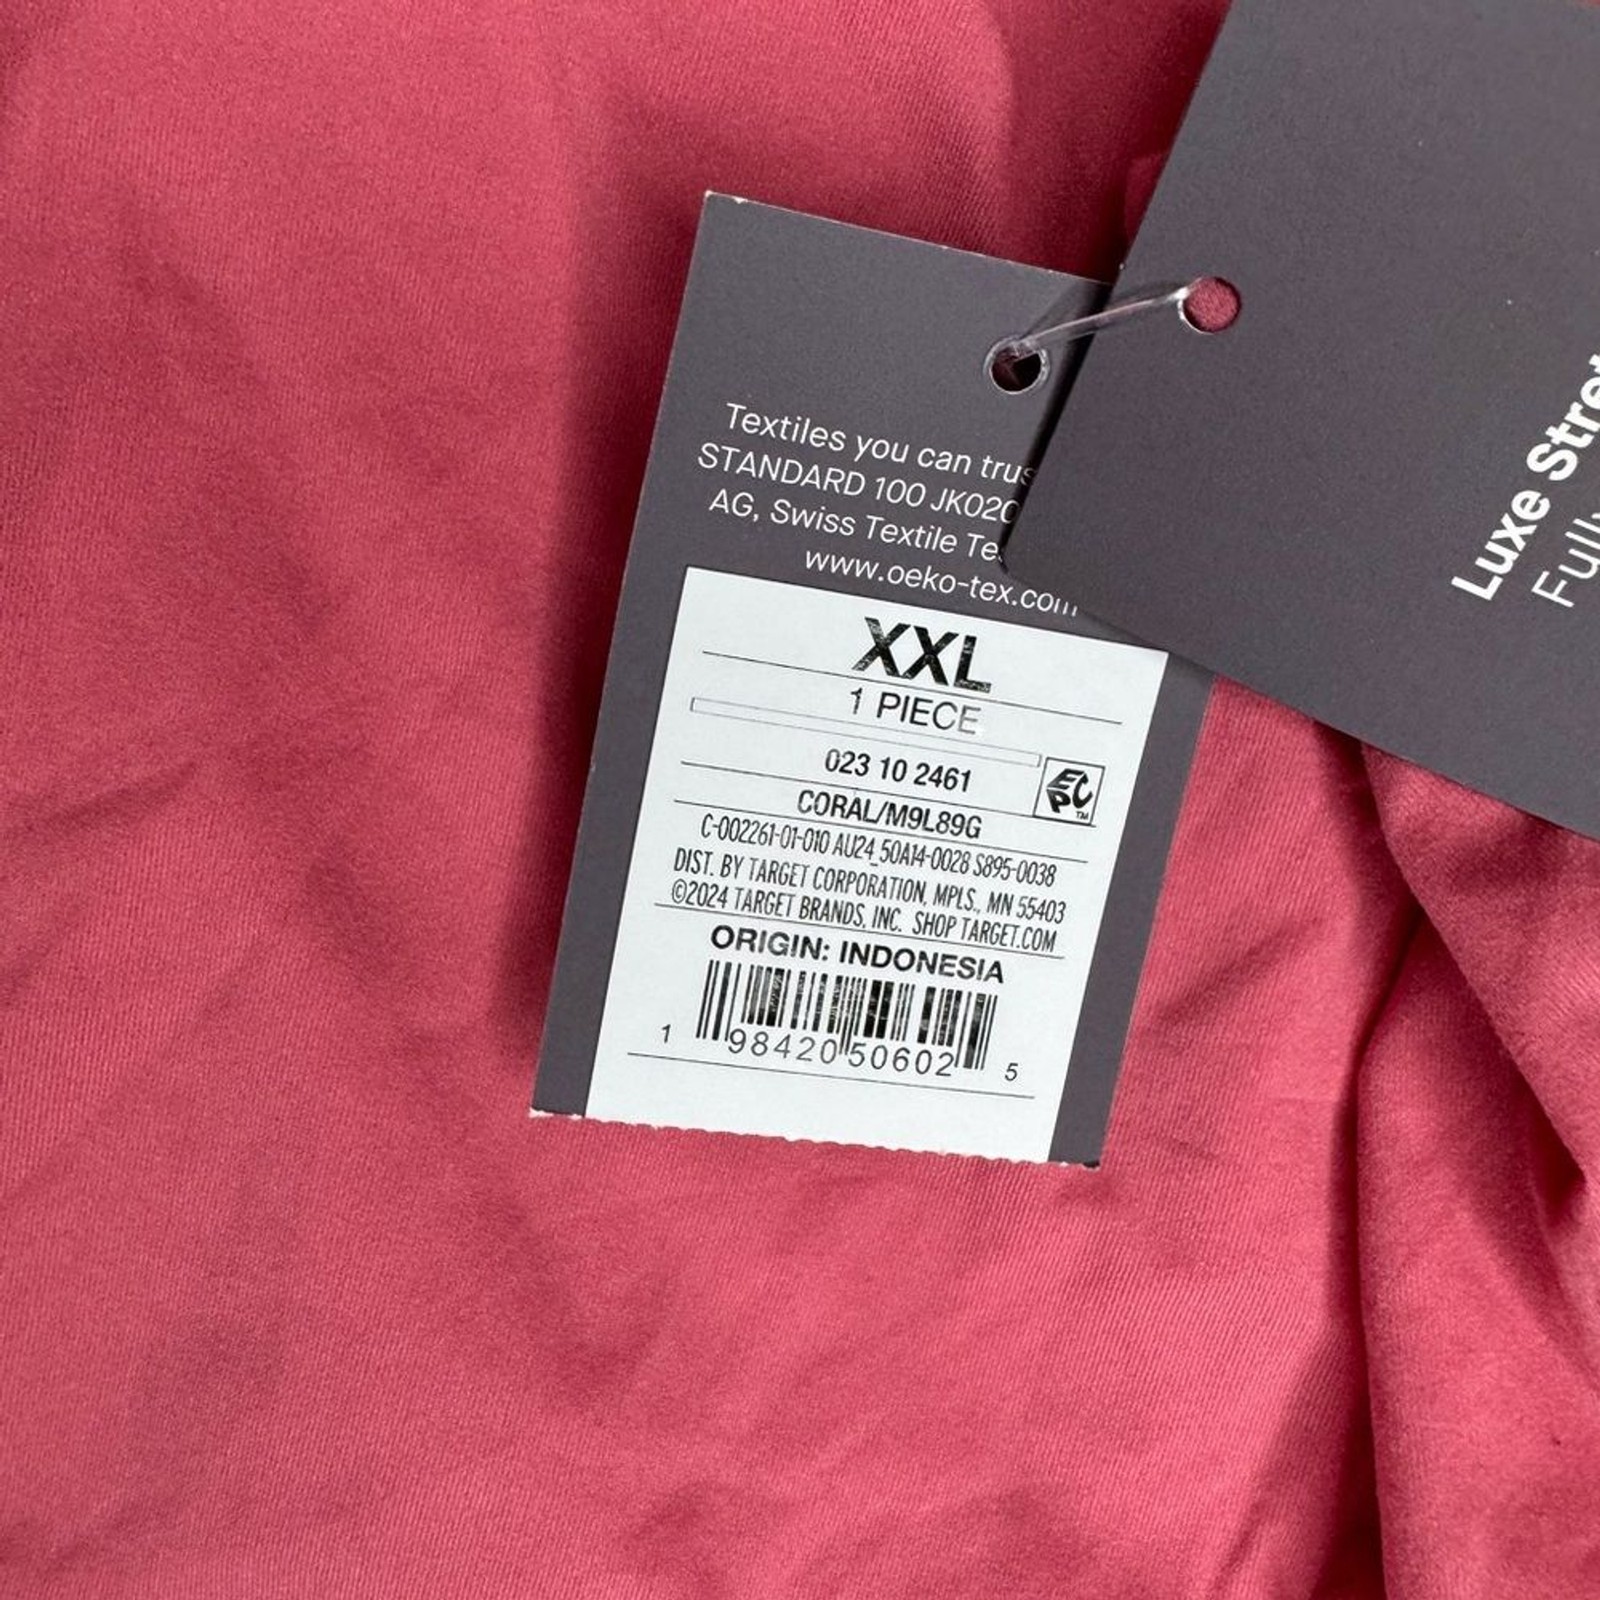 Textiles you can trus
STANDARD 100 JK020
AG, Swiss Textile Te
www.oeko-tex.com
XXL
1 PIECE
023 10 2461
EPC™
CORAL/M9L89G
C-002261-01-010 AU24_50A14-0028 S895-0038
DIST. BY TARGET CORPORATION, MPLS., MN 55403
©2024 TARGET BRANDS, INC. SHOP TARGET.COM
ORIGIN: INDONESIA
1 98420 50602 5
Luxe Stret
Fully